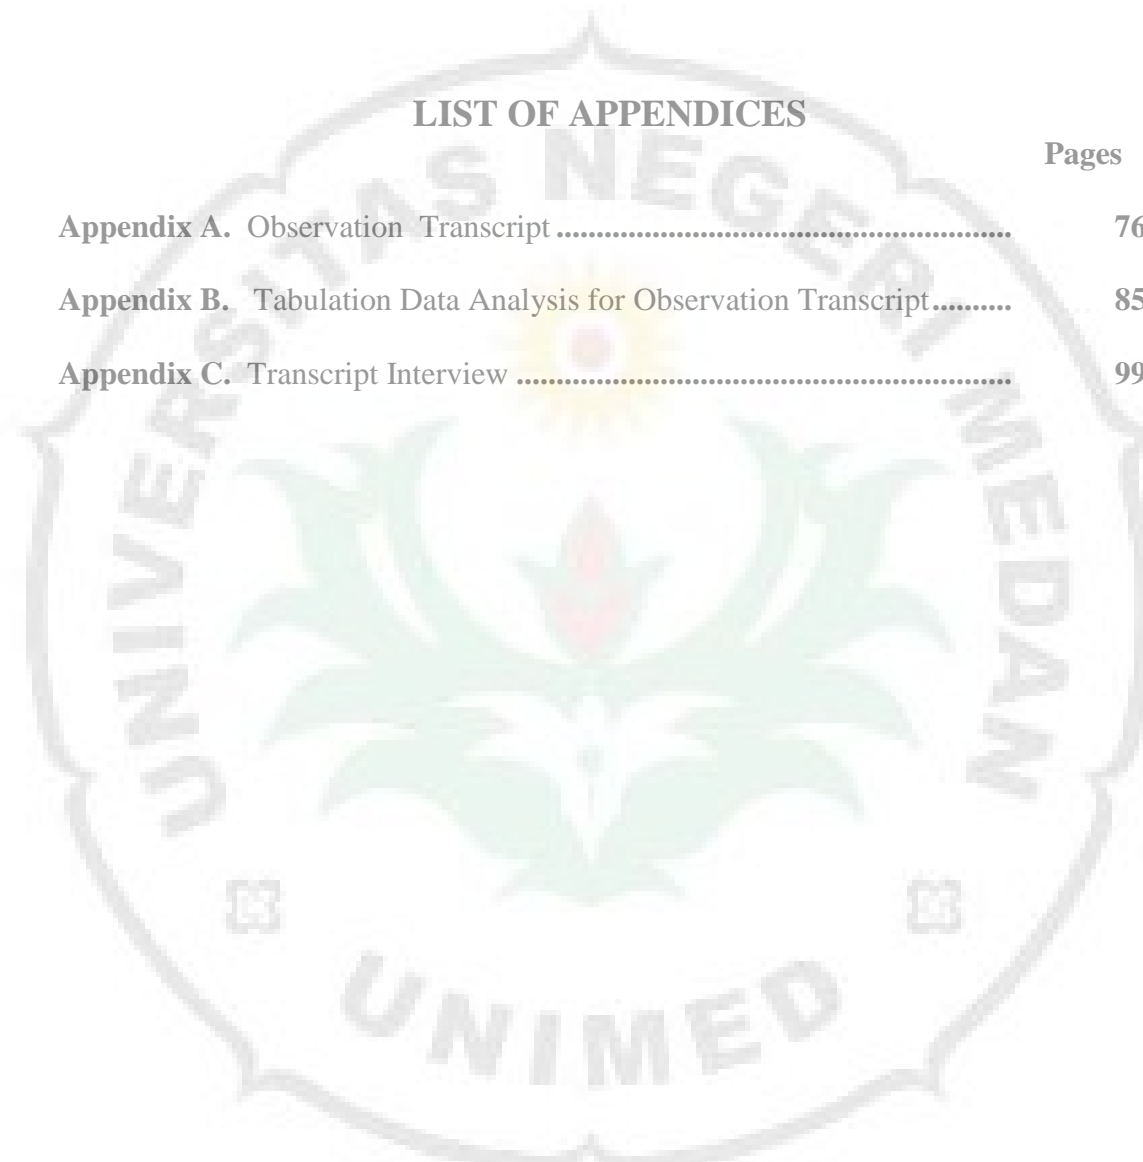 LIST OF APPENDICES
Pages
Appendix A. Observation Transcript ......................................................... 76
Appendix B. Tabulation Data Analysis for Observation Transcript .......... 85
Appendix C. Transcript Interview .............................................................. 99
UNIVERSITAS NEGERI MEDAN
UNIMED